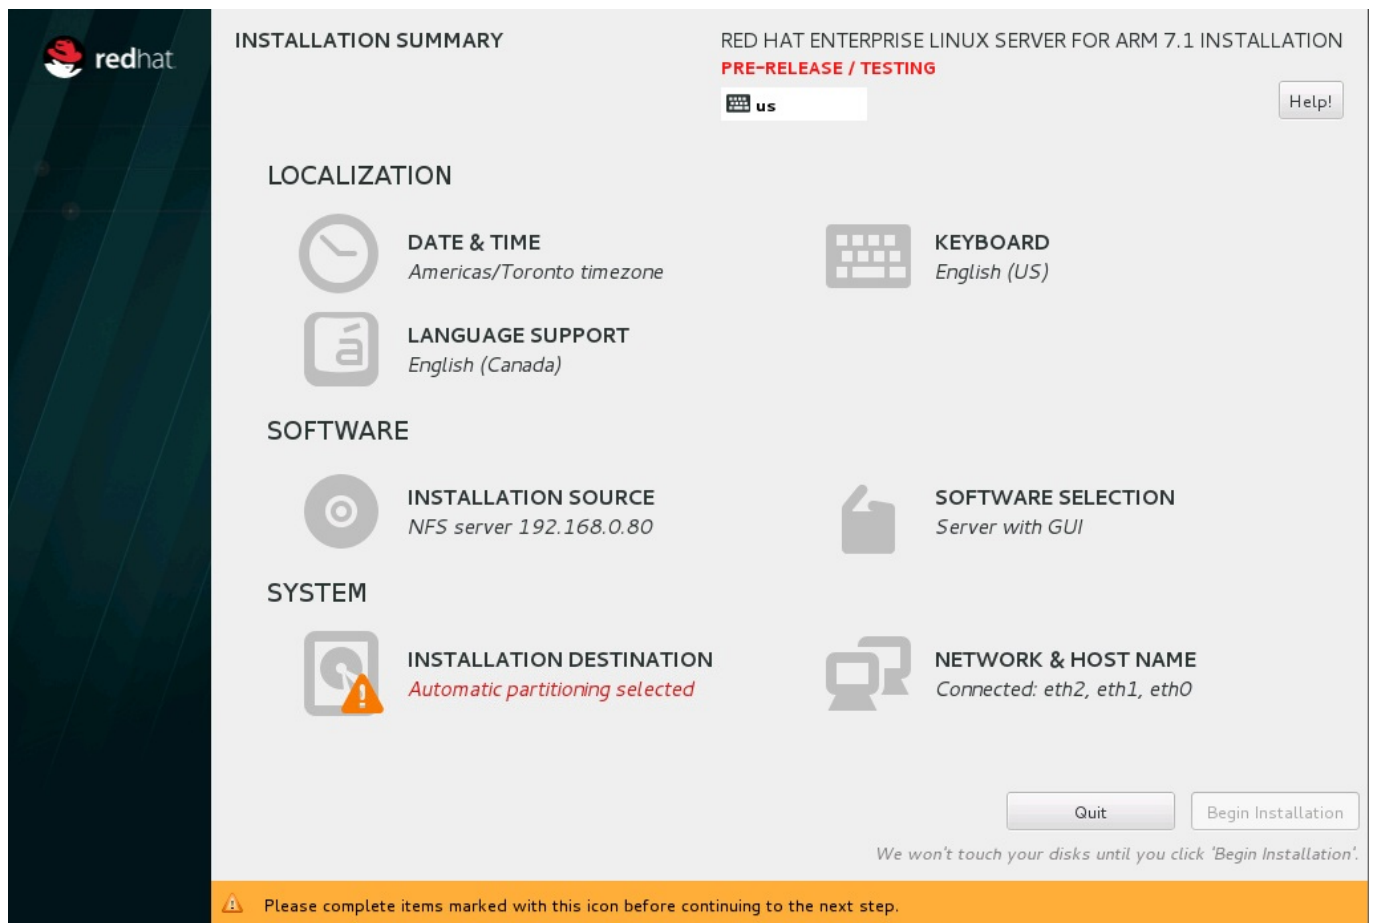 redhat.
INSTALLATION SUMMARY
RED HAT ENTERPRISE LINUX SERVER FOR ARM 7.1 INSTALLATION
PRE-RELEASE / TESTING
us
Help!
LOCALIZATION
DATE & TIME
Americas/Toronto timezone
KEYBOARD
English (US)
á
LANGUAGE SUPPORT
English (Canada)
SOFTWARE
INSTALLATION SOURCE
NFS server 192.168.0.80
SOFTWARE SELECTION
Server with GUI
SYSTEM
INSTALLATION DESTINATION
Automatic partitioning selected
NETWORK & HOST NAME
Connected: eth2, eth1, eth0
Quit
Begin Installation
We won't touch your disks until you click 'Begin Installation'.
Please complete items marked with this icon before continuing to the next step.